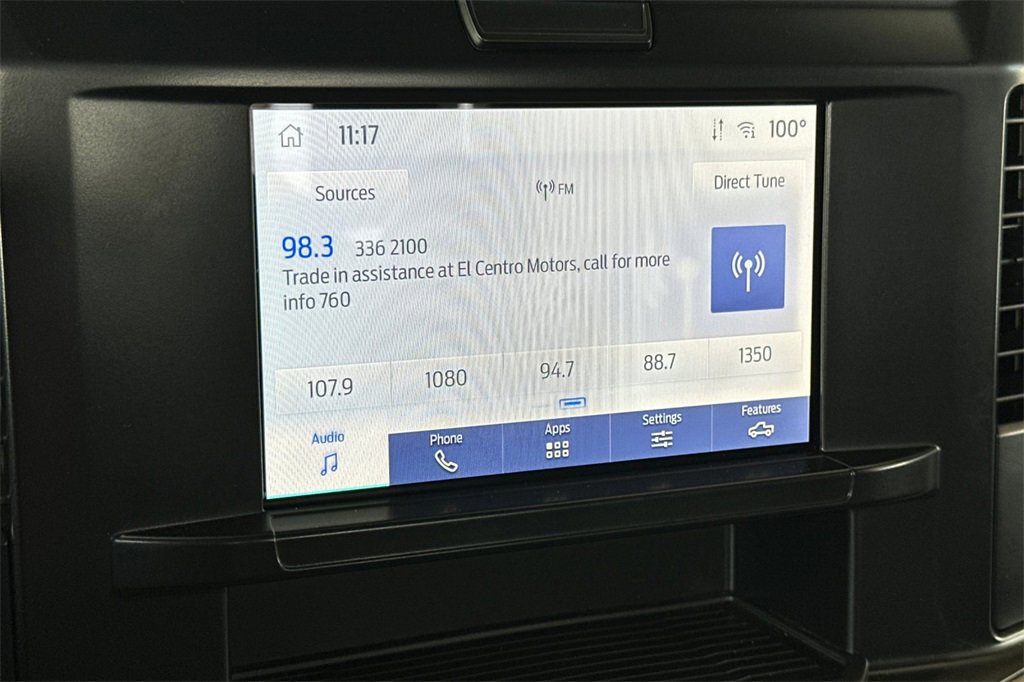 11:17
100°
Sources
FM
Direct Tune
98.3 336 2100
Trade in assistance at El Centro Motors, call for more
info 760
107.9 1080 94.7 88.7 1350
Audio Phone Apps Settings Features